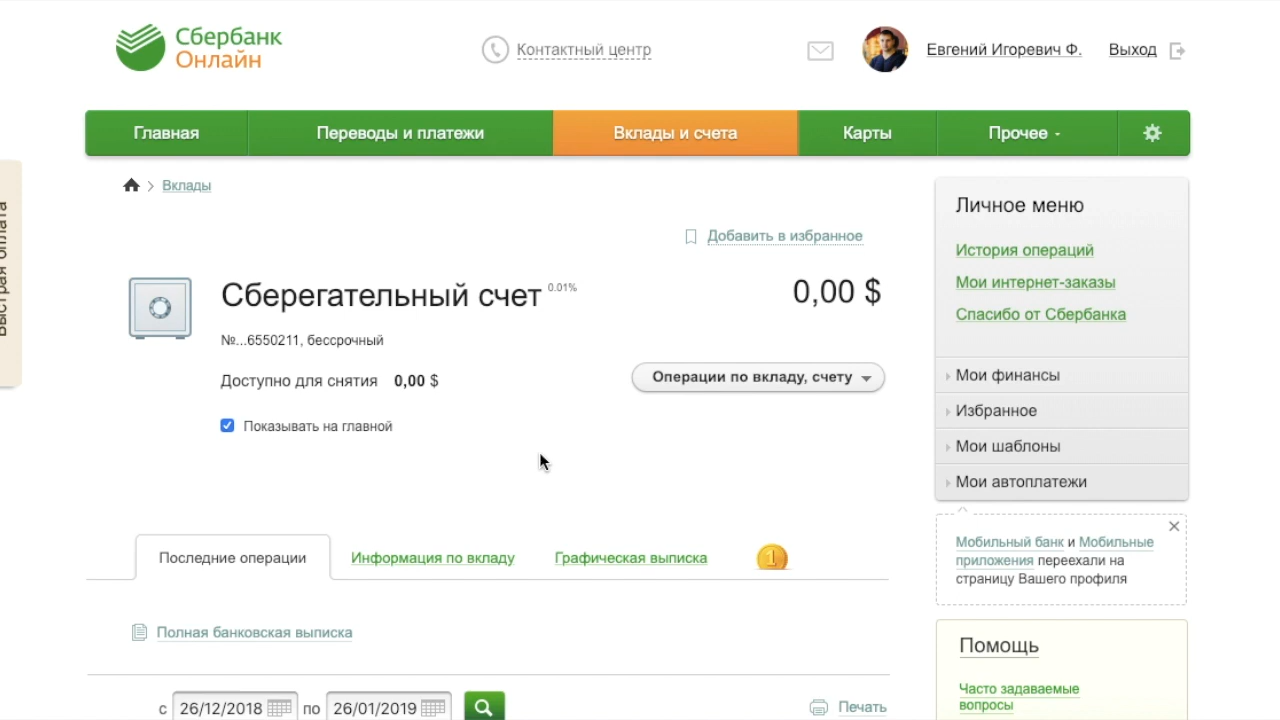 Сбербанк
Онлайн
Контактный центр
Евгений Игоревич Ф.
Выход
Главная
Переводы и платежи
Вклады и счета
Карты
Прочее
Быстрая оплата
Вклады
Добавить в избранное
Сберегательный счет 0.01%
0,00 $
№...6550211, бессрочный
Доступно для снятия 0,00 $
Операции по вкладу, счету
Показывать на главной
Последние операции
Информация по вкладу
Графическая выписка
1
Полная банковская выписка
с 26/12/2018 по 26/01/2019
Печать
Личное меню
История операций
Мои интернет-заказы
Спасибо от Сбербанка
Мои финансы
Избранное
Мои шаблоны
Мои автоплатежи
Мобильный банк и Мобильные
приложения переехали на
страницу Вашего профиля
Помощь
Часто задаваемые
вопросы